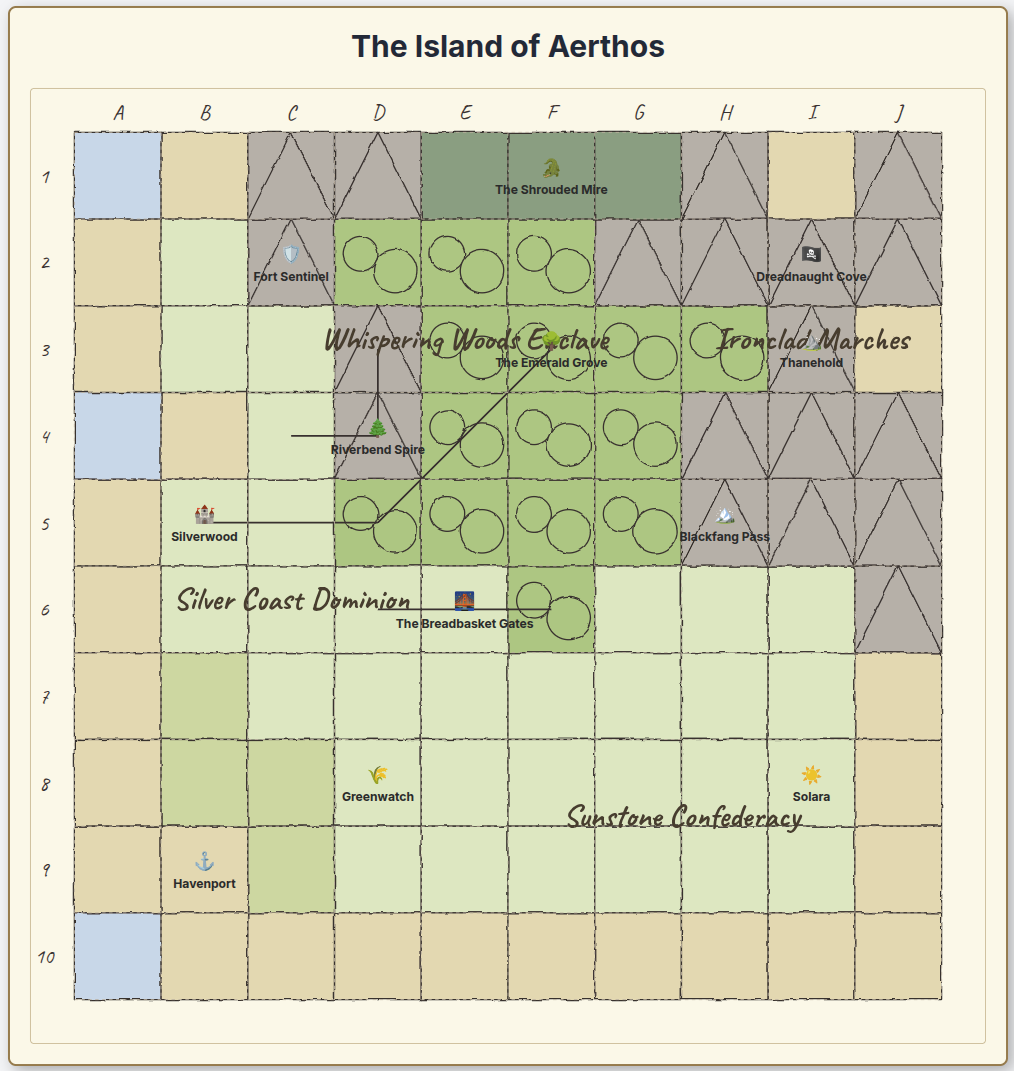 The Island of Aerthos
A B C D E F G H I J
1
The Shrouded Mire
2
Fort Sentinel
Dreadnaught Cove
3
Whispering Woods Enclave
Ironclad Marches
The Emerald Grove
Thanehold
4
Riverbend Spire
5
Silverwood
Blackfang Pass
6
Silver Coast Dominion
The Breadbasket Gates
7
8
Greenwatch
Solara
Sunstone Confederacy
9
Havenport
10